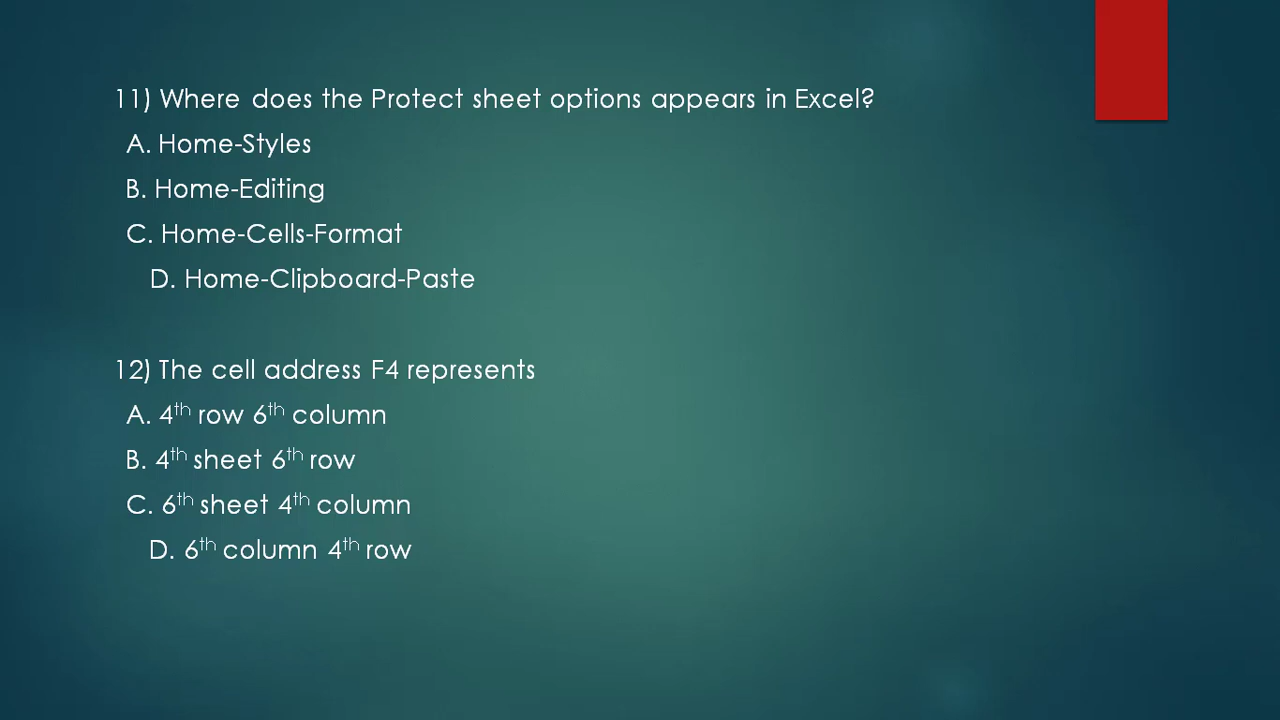 11) Where does the Protect sheet options appears in Excel?
A. Home-Styles
B. Home-Editing
C. Home-Cells-Format
D. Home-Clipboard-Paste
12) The cell address F4 represents
A. 4th row 6th column
B. 4th sheet 6th row
C. 6th sheet 4th column
D. 6th column 4th row